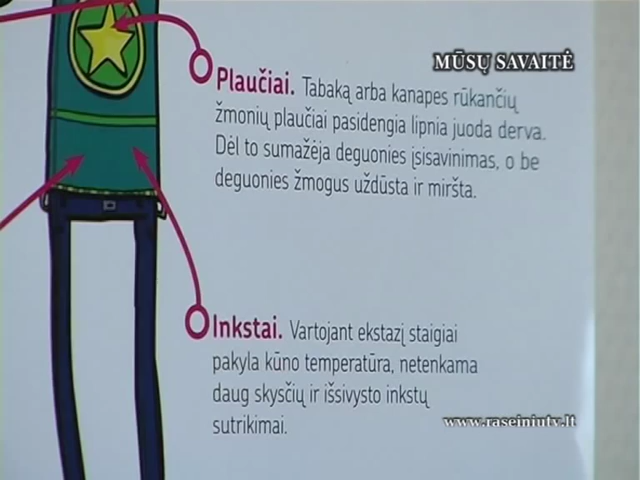 MŪSŲ SAVAITĖ
Plaučiai. Tabaką arba kanapes rūkančių
žmonių plaučiai pasidengia lipnia juoda derva.
Dėl to sumažėja deguonies įsisavinimas, o be
deguonies žmogus uždūsta ir miršta.
Inkstai. Vartojant ekstazį staigiai
pakyla kūno temperatūra, netenkama
daug skysčių ir išsivysto inkstų
sutrikimai.
www.raseiniutv.lt